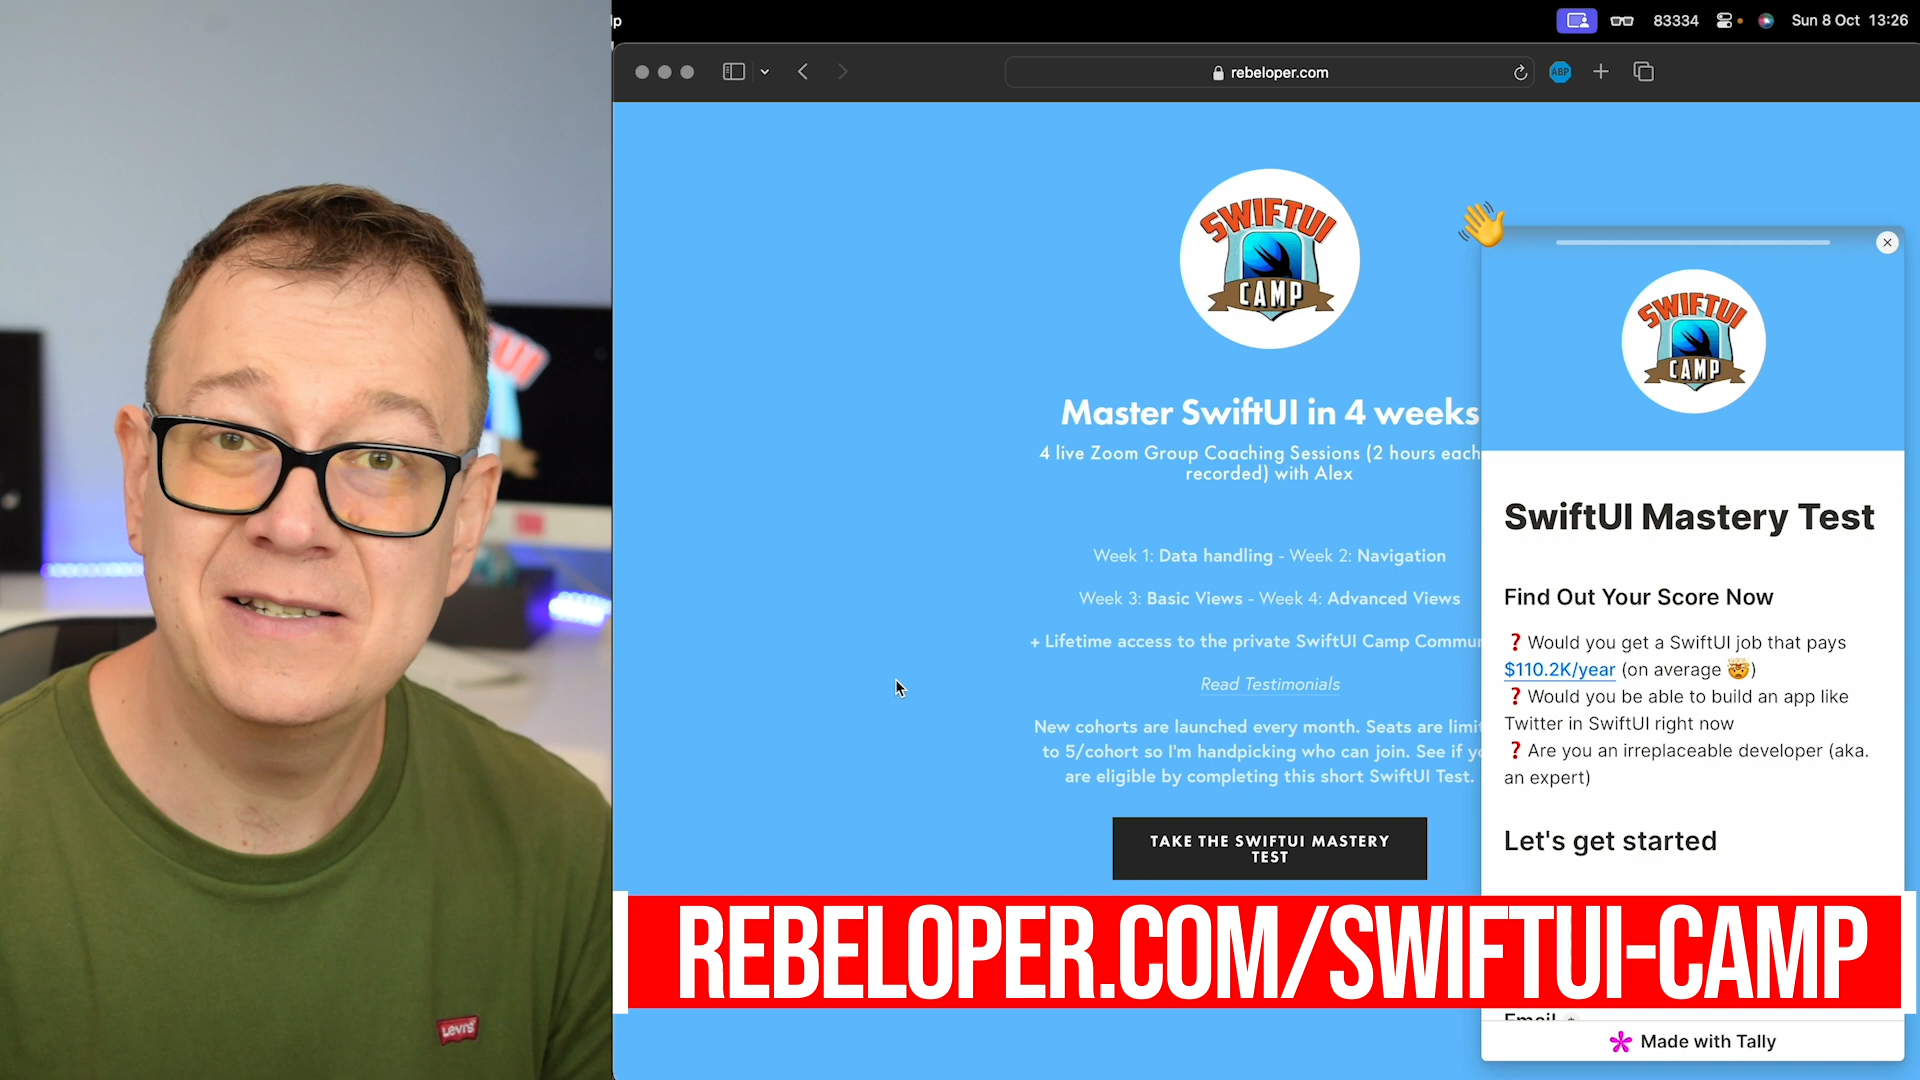 lp
83334
Sun 8 Oct 13:26
rebeloper.com
ABP
SWIFTUI
CAMP
SWIFTUI
CAMP
Master SwiftUI in 4 weeks
4 live Zoom Group Coaching Sessions (2 hours each
recorded) with Alex
Week 1: Data handling - Week 2: Navigation
Week 3: Basic Views - Week 4: Advanced Views
+ Lifetime access to the private SwiftUI Camp Commun
Read Testimonials
New cohorts are launched every month. Seats are limit
to 5/cohort so I'm handpicking who can join. See if yo
are eligible by completing this short SwiftUI Test.
TAKE THE SWIFTUI MASTERY
TEST
SwiftUI Mastery Test
Find Out Your Score Now
❓ Would you get a SwiftUI job that pays
$110.2K/year (on average 🤯)
❓ Would you be able to build an app like
Twitter in SwiftUI right now
❓ Are you an irreplaceable developer (aka.
an expert)
Let's get started
Email *
Made with Tally
REBELOPER.COM/SWIFTUI-CAMP
Levi's